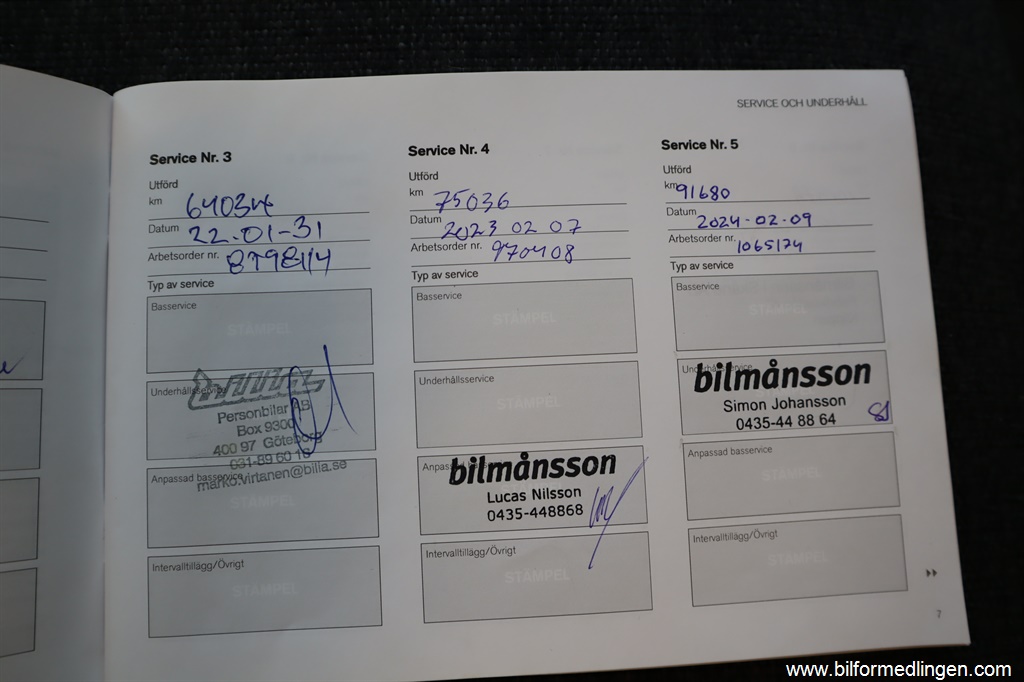 SERVICE OCH UNDERHÅLL
Service Nr. 3
Utförd
km 64034
Datum 22-01-31
Arbetsorder nr.
Typ av service
Basservice
STÄMPEL
Underhållsservice
Personbilar AB
Box 9300
400 97 Göteborg
031-89 60 16
Anpassad basservice
marko.virtanen@bilia.se
STÄMPEL
Intervalltillägg/Övrigt
STÄMPEL
Service Nr. 4
Utförd
km 75036
Datum 2023 02 07
Arbetsorder nr. 970408
Typ av service
Basservice
STÄMPEL
Underhållsservice
STÄMPEL
Anpassad basservice
bilmånsson
Lucas Nilsson
0435-448868
Intervalltillägg/Övrigt
STÄMPEL
Service Nr. 5
Utförd
km 91680
Datum 2024-02-09
Arbetsorder nr. 1065174
Typ av service
Basservice
STÄMPEL
Underhållsservice
bilmånsson
Simon Johansson
0435-44 88 64
SJ
Anpassad basservice
STÄMPEL
Intervalltillägg/Övrigt
STÄMPEL
7
www.bilformedlingen.com